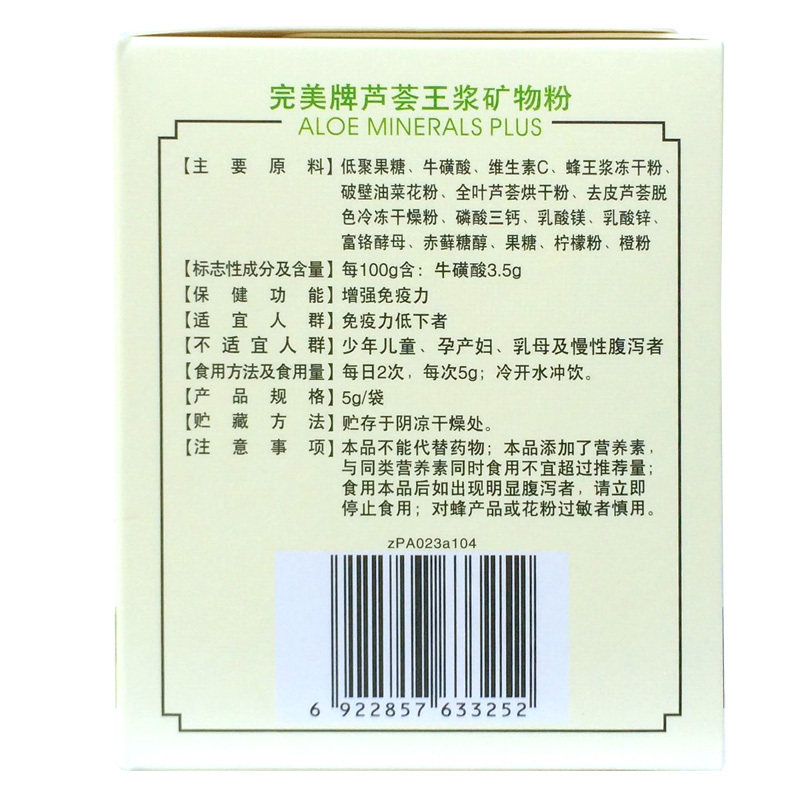 完美牌芦荟王浆矿物粉
ALOE MINERALS PLUS
【主要原料】低聚果糖、牛磺酸、维生素C、蜂王浆冻干粉、
破壁油菜花粉、全叶芦荟烘干粉、去皮芦荟脱
色冷冻干燥粉、磷酸三钙、乳酸镁、乳酸锌、
富铬酵母、赤藓糖醇、果糖、柠檬粉、橙粉
【标志性成分及含量】每100g含：牛磺酸3.5g
【保健功能】增强免疫力
【适宜人群】免疫力低下者
【不适宜人群】少年儿童、孕产妇、乳母及慢性腹泻者
【食用方法及食用量】每日2次，每次5g；冷开水冲饮。
【产品规格】5g/袋
【贮藏方法】贮存于阴凉干燥处。
【注意事项】本品不能代替药物；本品添加了营养素，
与同类营养素同时食用不宜超过推荐量；
食用本品后如出现明显腹泻者，请立即
停止食用；对蜂产品或花粉过敏者慎用。
zPA023a104
6 922857 633252